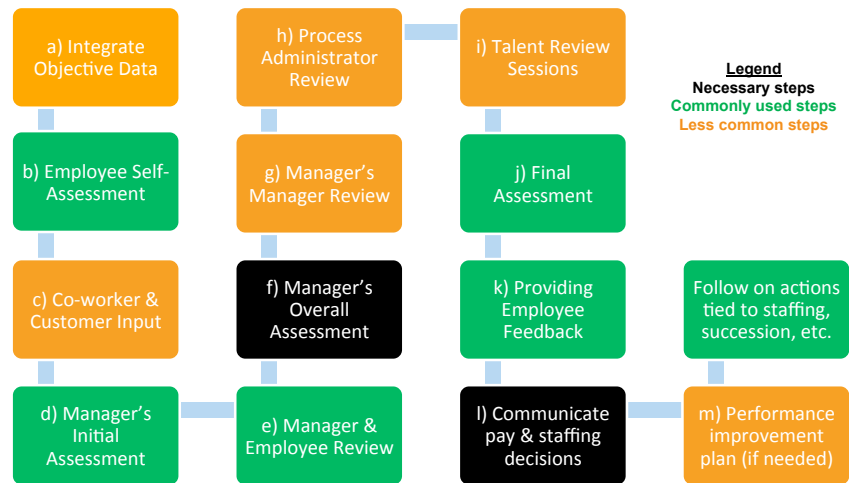 a) Integrate
Objective Data
b) Employee Self-
Assessment
c) Co-worker &
Customer Input
d) Manager's
Initial
Assessment
e) Manager &
Employee Review
f) Manager's
Overall
Assessment
g) Manager's
Manager Review
h) Process
Administrator
Review
i) Talent Review
Sessions
j) Final
Assessment
k) Providing
Employee
Feedback
l) Communicate
pay & staffing
decisions
m) Performance
improvement
plan (if needed)
Follow on actions
tied to staffing,
succession, etc.
Legend
Necessary steps
Commonly used steps
Less common steps